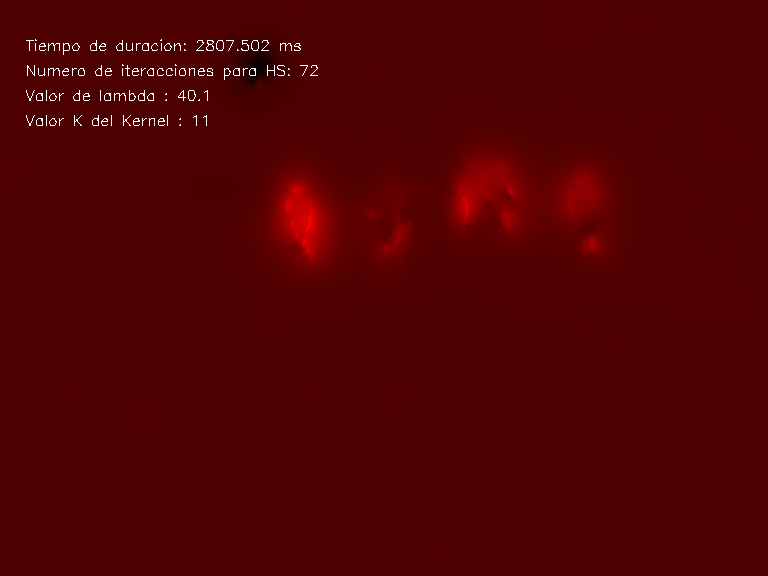 Tiempo de duracion: 2807.502 ms
Numero de iteracciones para HS: 72
Valor de lambda : 40.1
Valor K del Kernel : 11